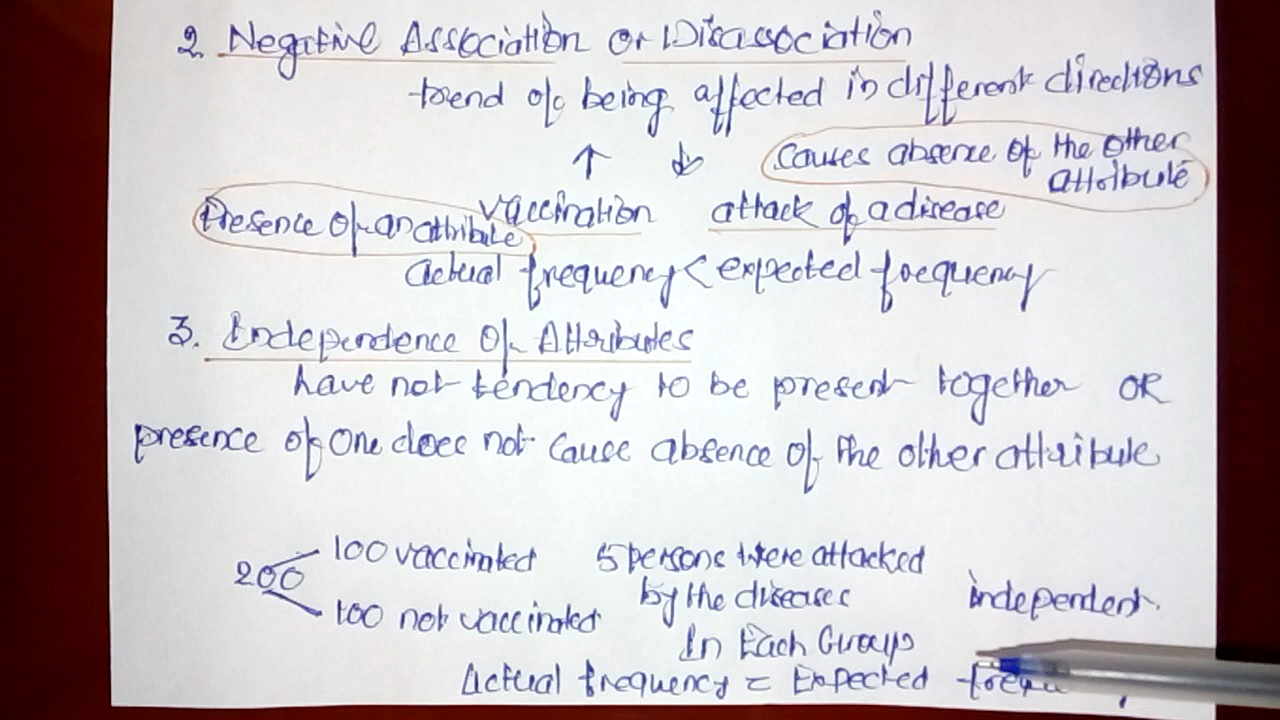 2. Negative Association or Disassociation
trend of being affected in different directions
↑ ↓ Causes absence of the other attribute
Presence of an attribute vaccination attack of a disease
Actual frequency < expected frequency
3. Independence of Attributes
have not tendency to be present together OR
presence of one does not cause absence of the other attribute
200 100 vaccinated 5 persons were attacked
by the diseases independent.
100 not vaccinated
In Each Group
Actual frequency = Expected